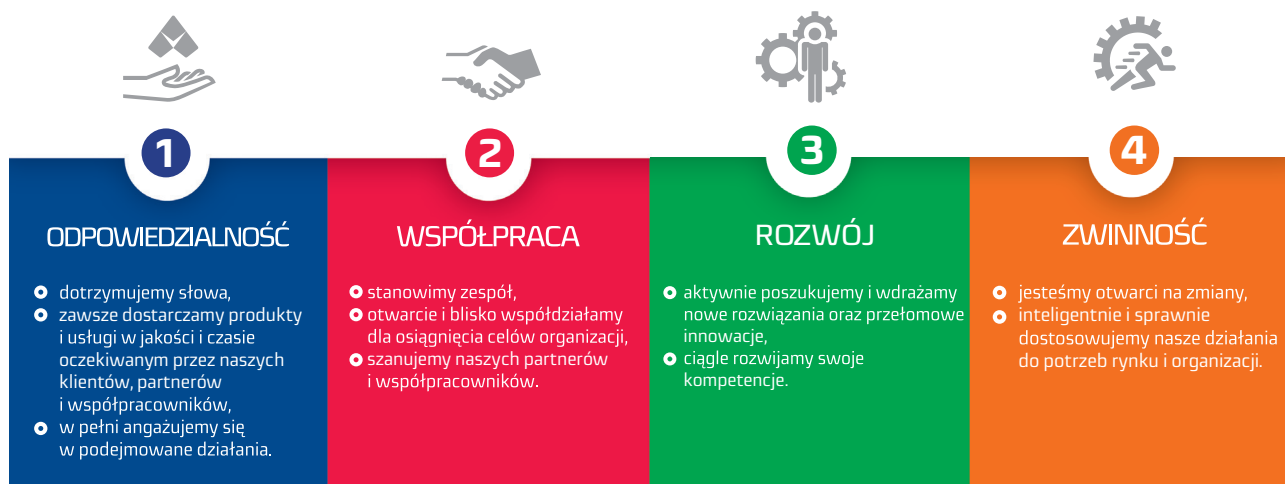 1
ODPOWIEDZIALNOŚĆ
dotrzymujemy słowa,
zawsze dostarczamy produkty
i usługi w jakości i czasie
oczekiwanym przez naszych
klientów, partnerów
i współpracowników,
w pełni angażujemy się
w podejmowane działania.
2
WSPÓŁPRACA
stanowimy zespół,
otwarcie i blisko współdziałamy
dla osiągnięcia celów organizacji,
szanujemy naszych partnerów
i współpracowników.
3
ROZWÓJ
aktywnie poszukujemy i wdrażamy
nowe rozwiązania oraz przełomowe
innowacje,
ciągle rozwijamy swoje
kompetencje.
4
ZWINNOŚĆ
jesteśmy otwarci na zmiany,
inteligentnie i sprawnie
dostosowujemy nasze działania
do potrzeb rynku i organizacji.